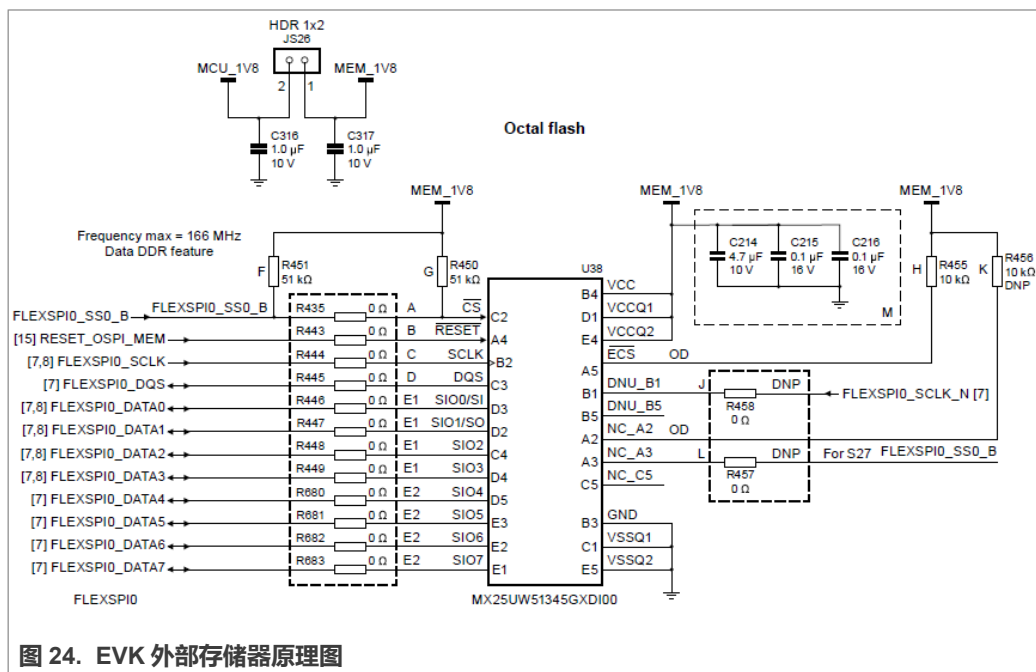 HDR 1x2
JS26
MCU_1V8
MEM_1V8
2
1
C316
1.0 µF
10 V
C317
1.0 µF
10 V
Octal flash
Frequency max = 166 MHz
Data DDR feature
MEM_1V8
F
R451
51 kΩ
G
R450
51 kΩ
MEM_1V8
C214
4.7 µF
10 V
C215
0.1 µF
16 V
C216
0.1 µF
16 V
M
MEM_1V8
H
R455
10 kΩ
K
R456
10 kΩ
DNP
U38
FLEXSPI0_SS0_B FLEXSPI0_SS0_B R435 0 Ω A CS C2
[15] RESET_OSPI_MEM R443 0 Ω B RESET A4
[7,8] FLEXSPI0_SCLK R444 0 Ω C SCLK B2
[7] FLEXSPI0_DQS R445 0 Ω D DQS C3
[7,8] FLEXSPI0_DATA0 R446 0 Ω E1 SIO0/SI D3
[7,8] FLEXSPI0_DATA1 R447 0 Ω E1 SIO1/SO D2
[7,8] FLEXSPI0_DATA2 R448 0 Ω E1 SIO2 C4
[7,8] FLEXSPI0_DATA3 R449 0 Ω E1 SIO3 D4
[7] FLEXSPI0_DATA4 R680 0 Ω E2 SIO4 D5
[7] FLEXSPI0_DATA5 R681 0 Ω E2 SIO5 E3
[7] FLEXSPI0_DATA6 R682 0 Ω E2 SIO6 E2
[7] FLEXSPI0_DATA7 R683 0 Ω E2 SIO7 E1
FLEXSPI0
B4 VCC
D1 VCCQ1
E4 VCCQ2
A5 ECS OD
B1 DNU_B1 J R458 0 Ω DNP FLEXSPI0_SCLK_N [7]
B5 DNU_B5
A2 NC_A2 OD
A3 NC_A3 L R457 0 Ω DNP For S27 FLEXSPI0_SS0_B
C5 NC_C5
B3 GND
C1 VSSQ1
E5 VSSQ2
MX25UW51345GXDI00
图 24. EVK 外部存储器原理图